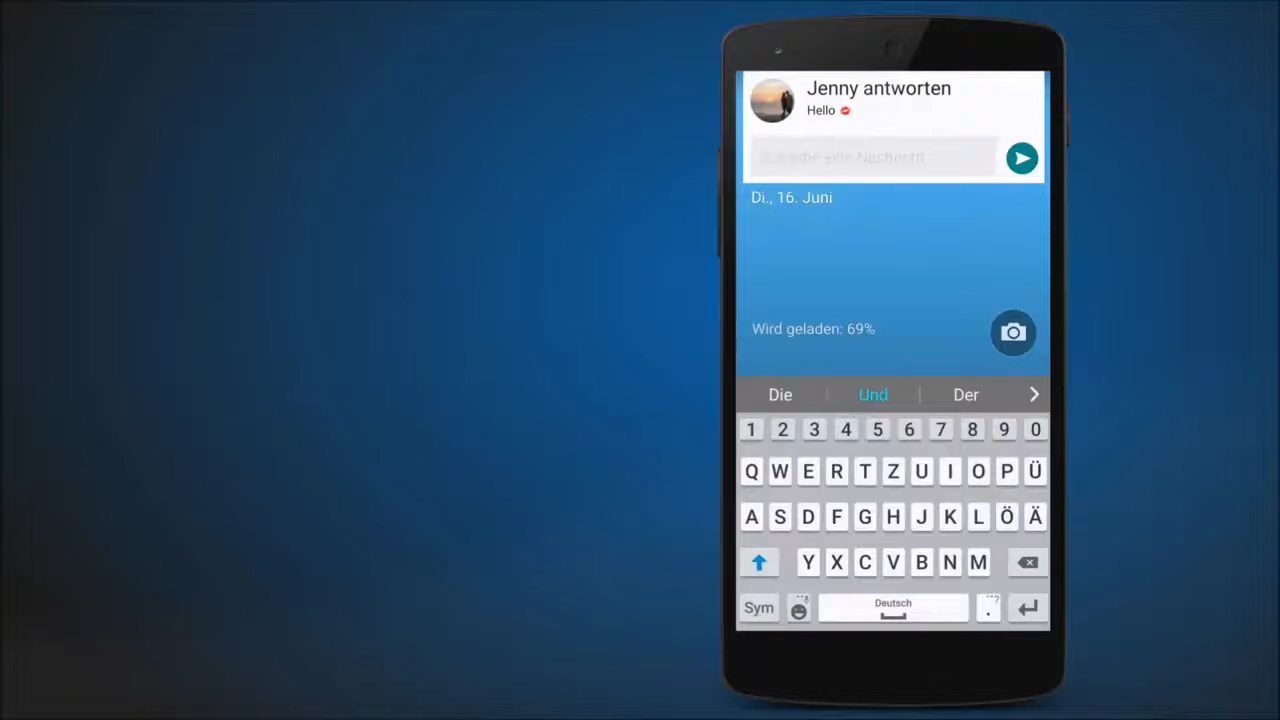 Jenny antworten
Hello
Di., 16. Juni
Wird geladen: 69%
Die Und Der
1 2 3 4 5 6 7 8 9 0
Q W E R T Z U I O P Ü
A S D F G H J K L Ö Ä
Y X C V B N M
Sym Deutsch . ?